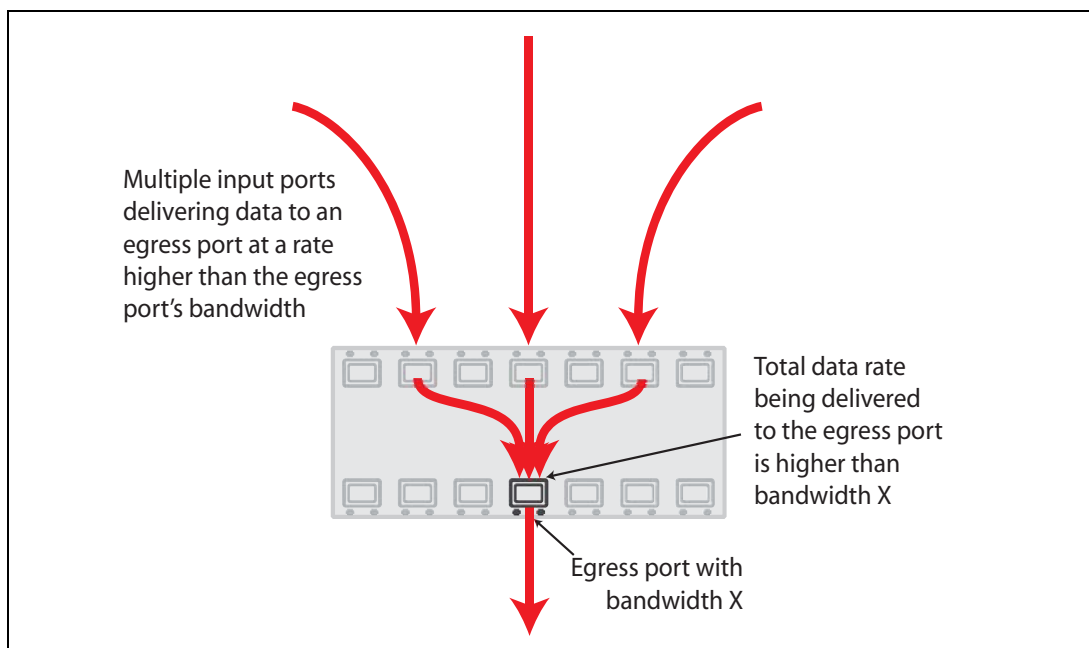 Multiple input ports
delivering data to an
egress port at a rate
higher than the egress
port’s bandwidth
Total data rate
being delivered
to the egress port
is higher than
bandwidth X
Egress port with
bandwidth X